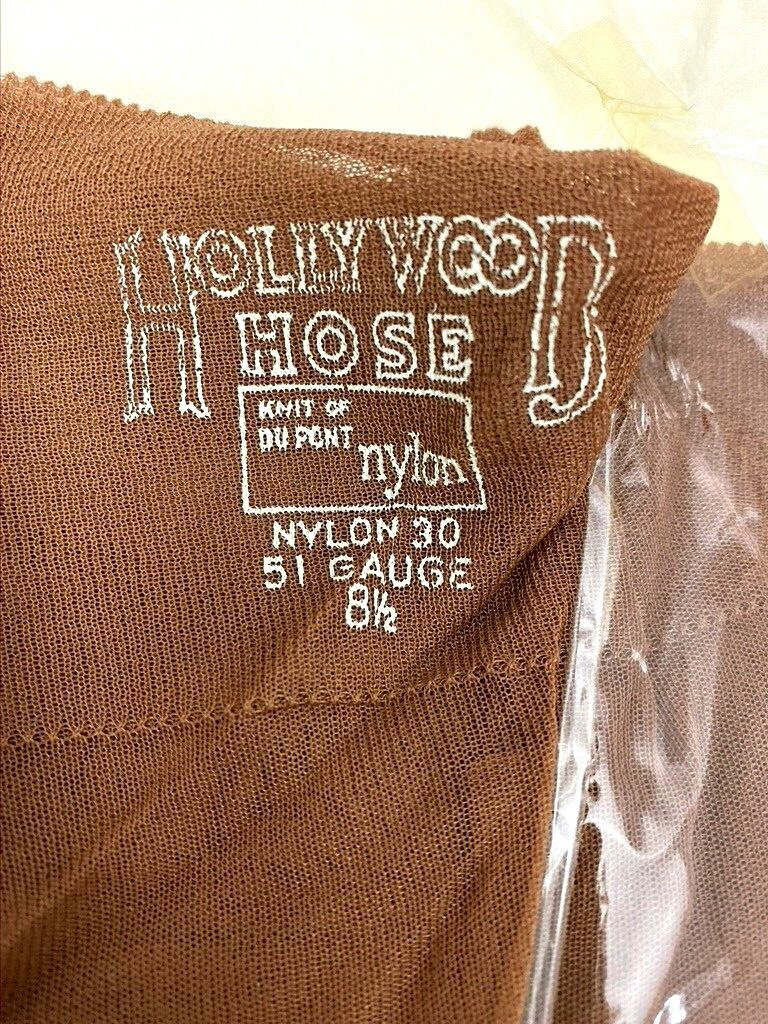 HOLLYWOOD
HOSE
KNIT OF
DU PONT
nylon
NYLON 30
51 GAUGE
8½